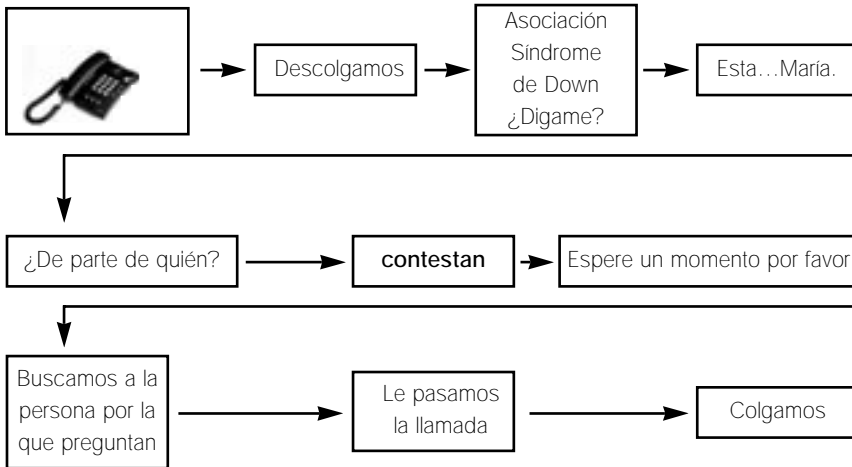 Descolgamos
Asociación
Síndrome
de Down
¿Digame?
Esta...María.
¿De parte de quién?
contestan
Espere un momento por favor
Buscamos a la
persona por la
que preguntan
Le pasamos
la llamada
Colgamos